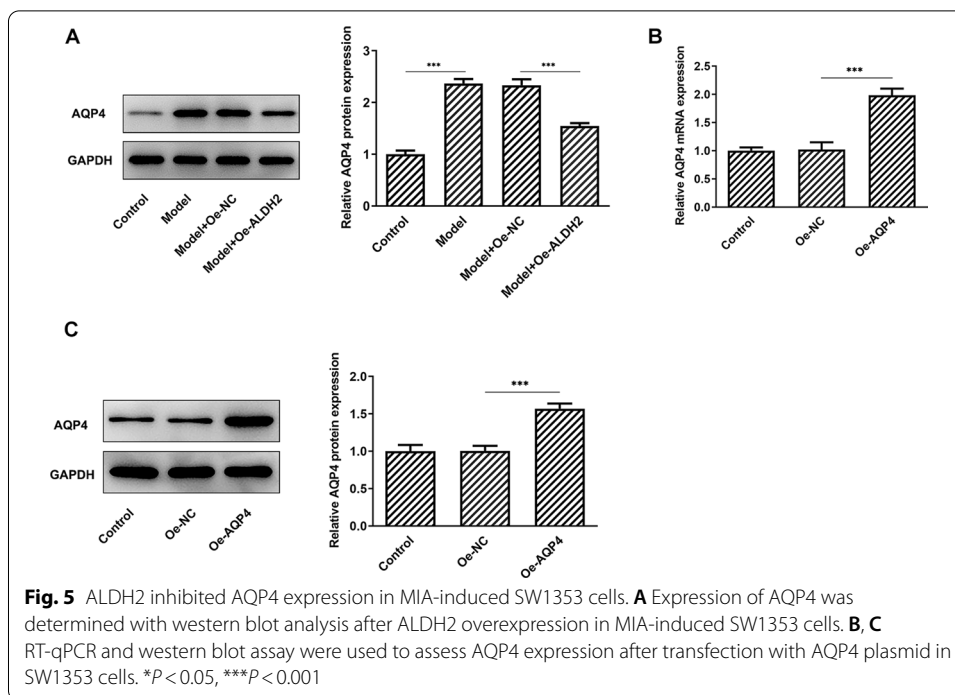 A
AQP4
GAPDH
Control
Model
Model+Oe-NC
Model+Oe-ALDH2
Relative AQP4 protein expression
3
2
1
0
***
***
Control
Model
Model+Oe-NC
Model+Oe-ALDH2
B
Relative AQP4 mRNA expression
2.5
2.0
1.5
1.0
0.5
0.0
***
Control
Oe-NC
Oe-AQP4
C
AQP4
GAPDH
Control
Oe-NC
Oe-AQP4
Relative AQP4 protein expression
2.0
1.5
1.0
0.5
0.0
***
Control
Oe-NC
Oe-AQP4
Fig. 5 ALDH2 inhibited AQP4 expression in MIA-induced SW1353 cells. A Expression of AQP4 was
determined with western blot analysis after ALDH2 overexpression in MIA-induced SW1353 cells. B, C
RT-qPCR and western blot assay were used to assess AQP4 expression after transfection with AQP4 plasmid in
SW1353 cells. *P < 0.05, ***P < 0.001